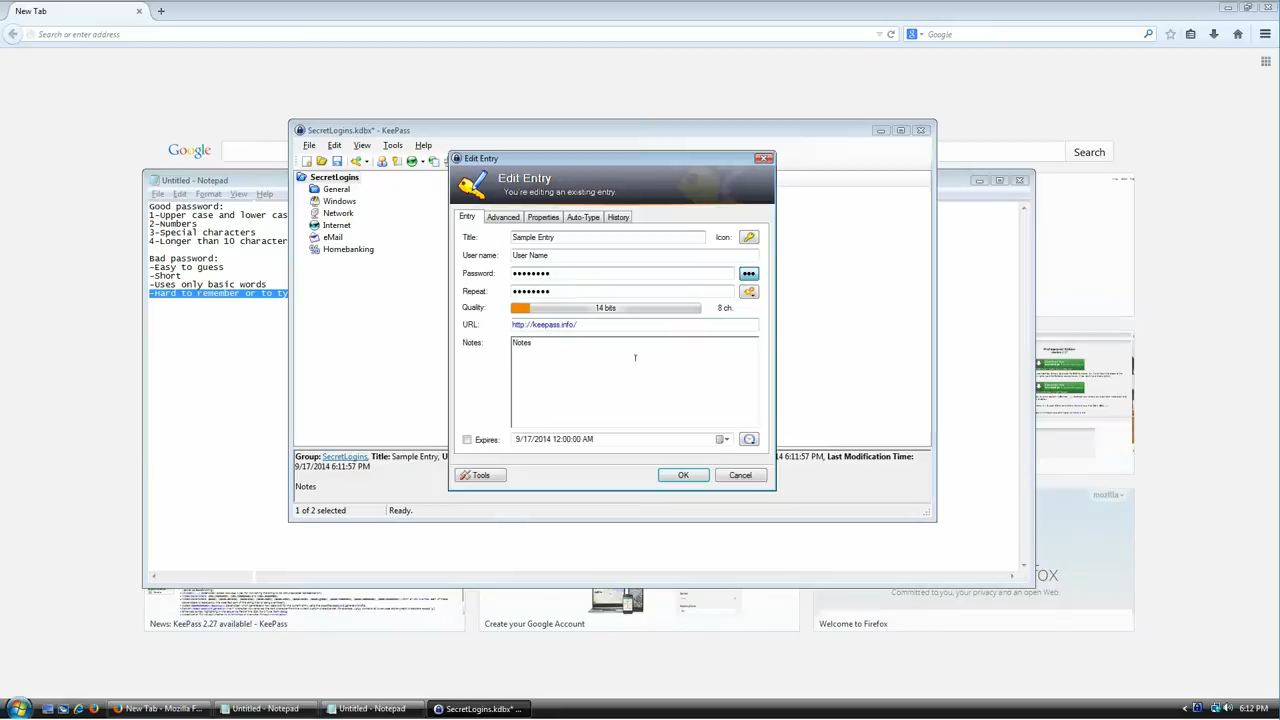 New Tab
Search or enter address
Google
Google
Search
SecretLogins.kdbx* - KeePass
File Edit View Tools Help
SecretLogins
General
Windows
Network
Internet
eMail
Homebanking
Untitled - Notepad
File Edit Format View Help
Good password:
1-Upper case and lower cas
2-Numbers
3-Special characters
4-Longer than 10 character
Bad password:
-Easy to guess
-Short
-Uses only basic words
-Hard to remember or to ty
Edit Entry
Edit Entry
You're editing an existing entry.
Entry Advanced Properties Auto-Type History
Title: Sample Entry Icon:
User name: User Name
Password: ••••••••
Repeat: ••••••••
Quality: 14 bits 8 ch.
URL: http://keepass.info/
Notes: Notes
Expires: 9/17/2014 12:00:00 AM
Tools OK Cancel
Group: SecretLogins, Title: Sample Entry, U
6:11:57 PM, Last Modification Time:
9/17/2014 6:11:57 PM
Notes
1 of 2 selected Ready.
mozilla
fox
Committed to you, your privacy and an open Web.
News: KeePass 2.27 available! - KeePass
Create your Google Account
Welcome to Firefox
New Tab - Mozilla F...
Untitled - Notepad
Untitled - Notepad
SecretLogins.kdbx* ...
6:12 PM